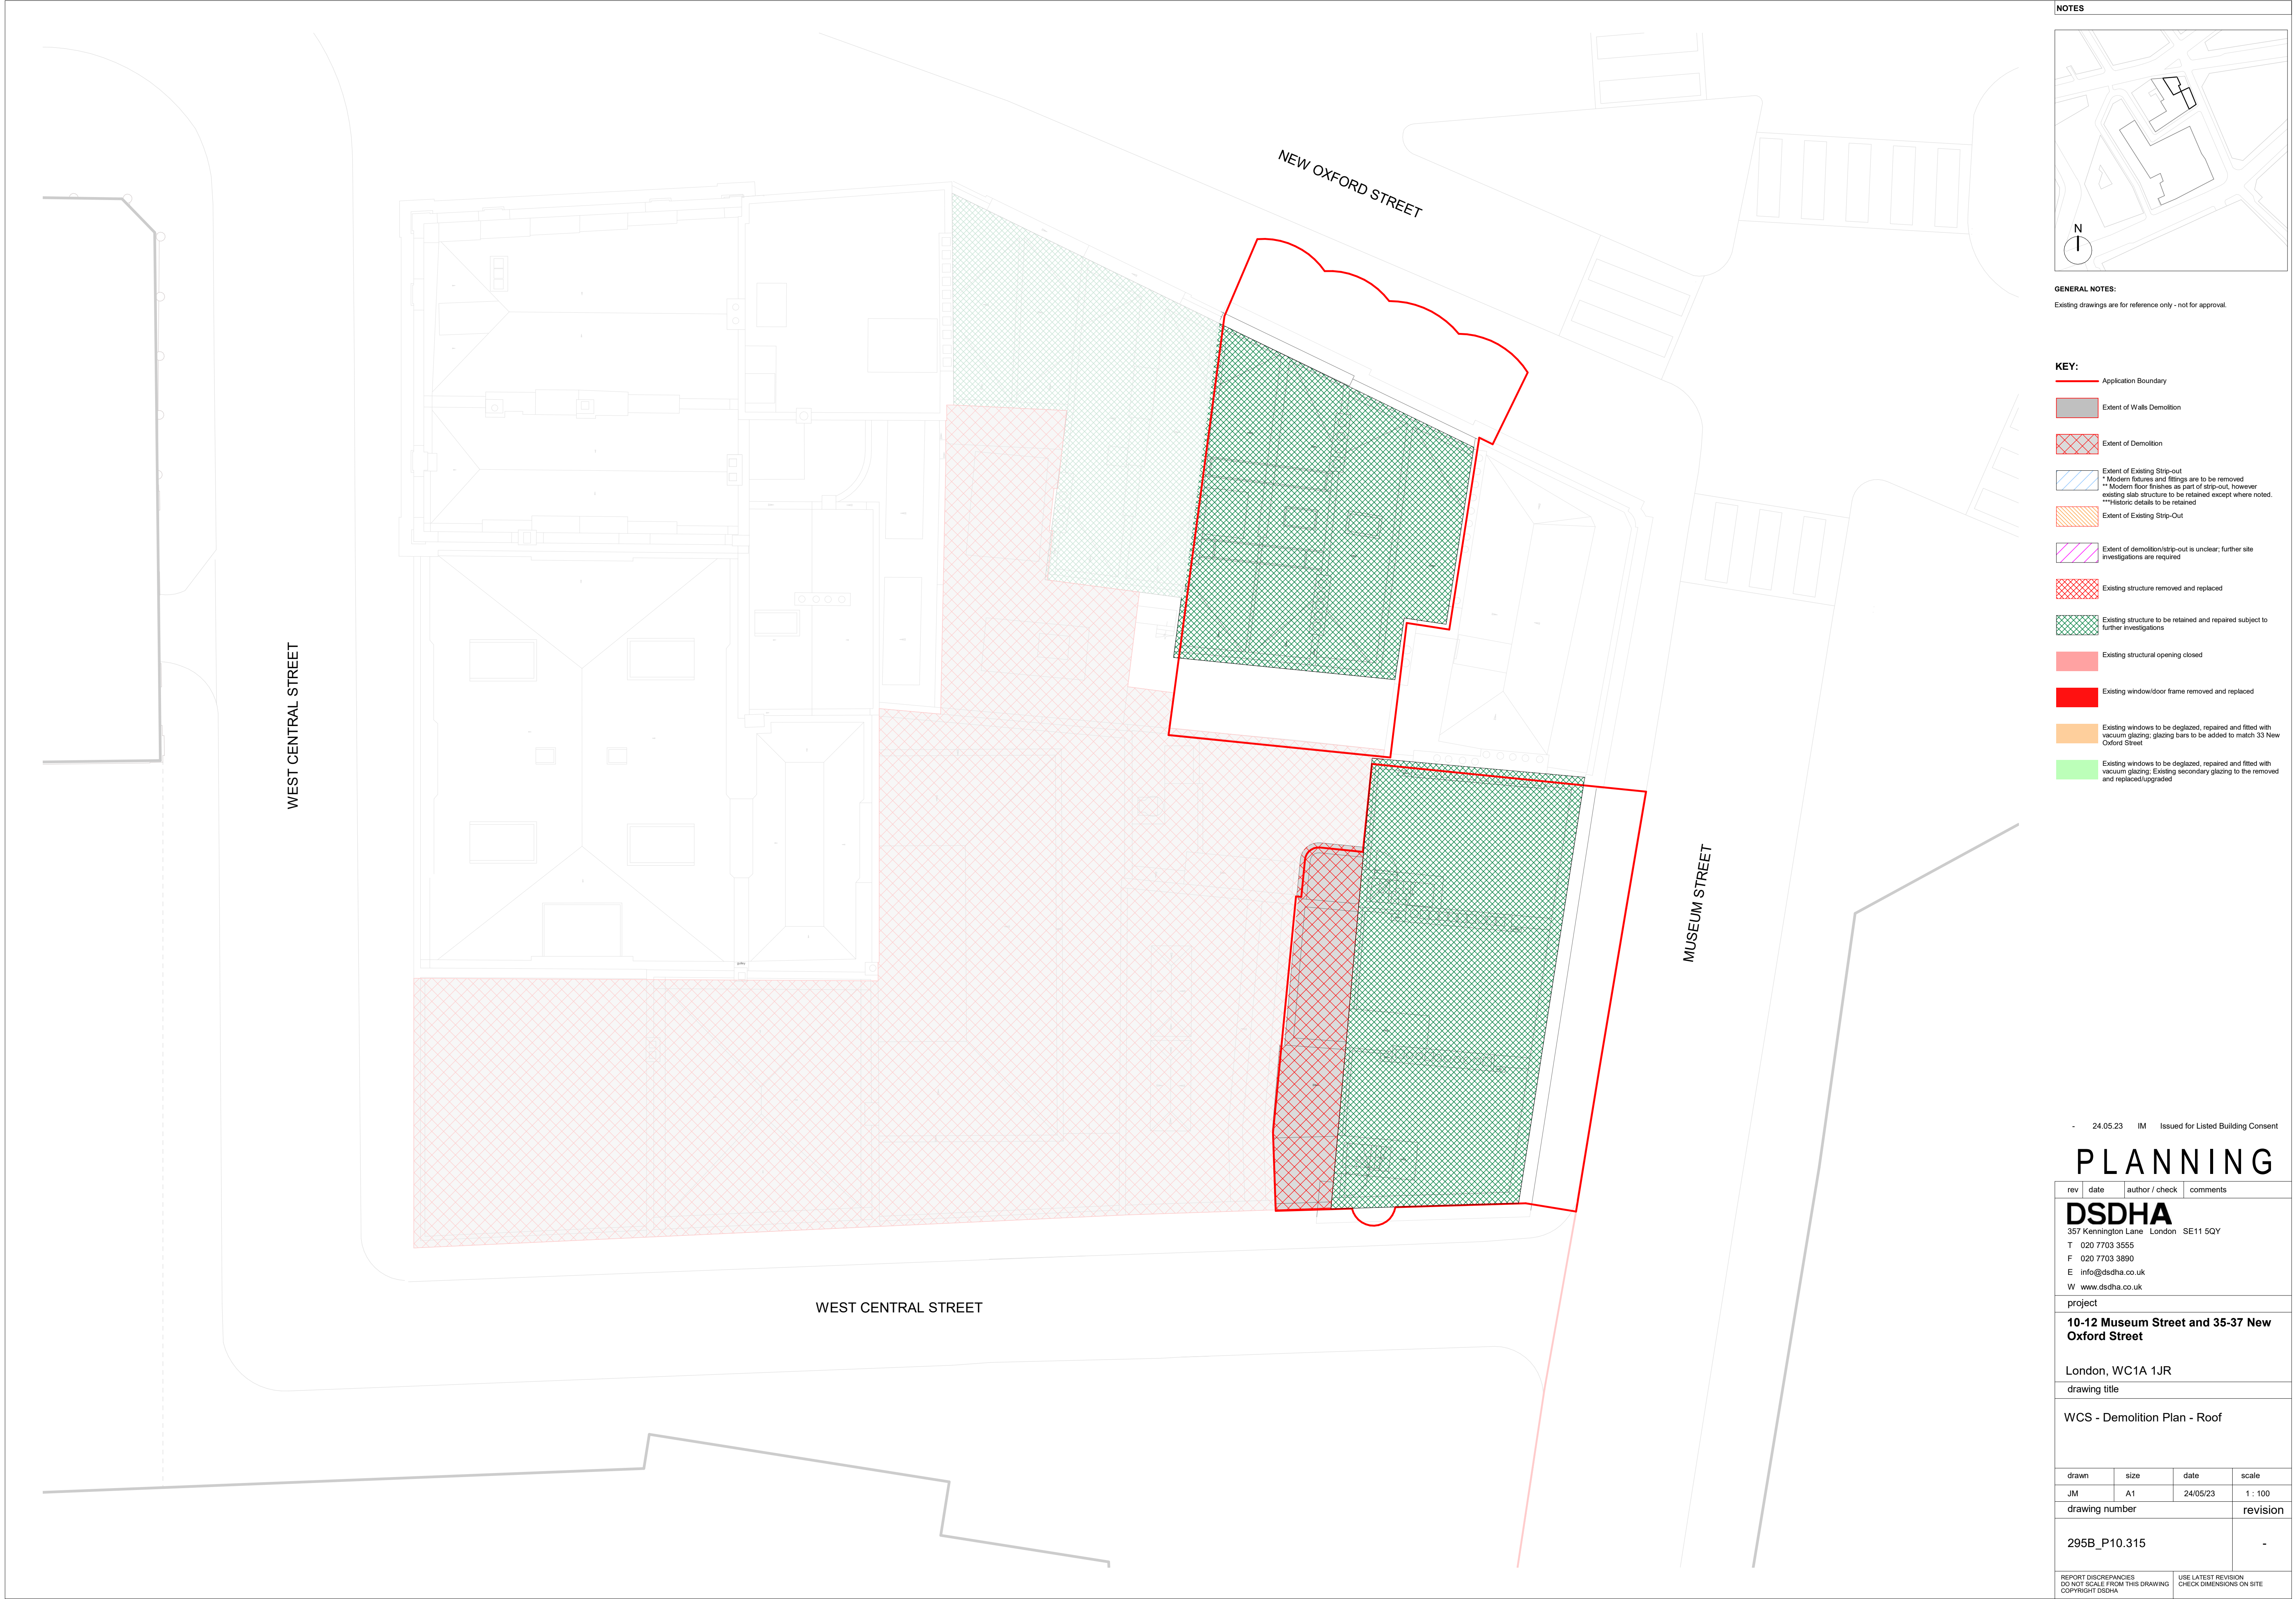 NEW OXFORD STREET
WEST CENTRAL STREET
MUSEUM STREET
WEST CENTRAL STREET
NOTES
N
GENERAL NOTES:
Existing drawings are for reference only - not for approval.
KEY:
Application Boundary
Extent of Walls Demolition
Extent of Demolition
Extent of Existing Strip-out
* Modern fixtures and fittings are to be removed
** Modern floor finishes as part of strip-out, however
existing slab structure to be retained except where noted.
***Historic details to be retained
Extent of Existing Strip-Out
Extent of demolition/strip-out is unclear; further site
investigations are required
Existing structure removed and replaced
Existing structure to be retained and repaired subject to
further investigations
Existing structural opening closed
Existing window/door frame removed and replaced
Existing windows to be deglazed, repaired and fitted with
vacuum glazing; glazing bars to be added to match 33 New
Oxford Street
Existing windows to be deglazed, repaired and fitted with
vacuum glazing; Existing secondary glazing to the removed
and replaced/upgraded
- 24.05.23 IM Issued for Listed Building Consent
PLANNING
rev date author / check comments
DSDHA
357 Kennington Lane London SE11 5QY
T 020 7703 3555
F 020 7703 3890
E info@dsdha.co.uk
W www.dsdha.co.uk
project
10-12 Museum Street and 35-37 New
Oxford Street
London, WC1A 1JR
drawing title
WCS - Demolition Plan - Roof
drawn size date scale
JM A1 24/05/23 1 : 100
drawing number revision
295B_P10.315 -
REPORT DISCREPANCIES
DO NOT SCALE FROM THIS DRAWING
COPYRIGHT DSDHA
USE LATEST REVISION
CHECK DIMENSIONS ON SITE